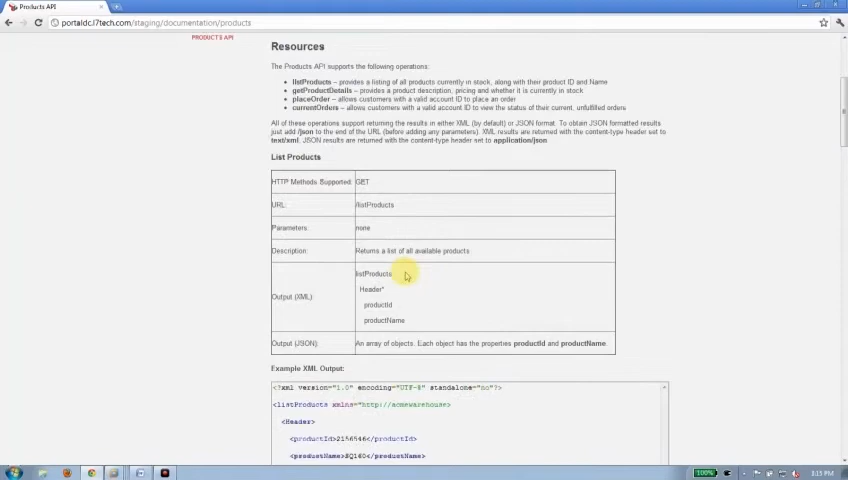 Products API
portaldc.l7tech.com/staging/documentation/products
PRODUCTS API
Resources
The Products API supports the following operations:
listProducts – provides a listing of all products currently in stock, along with their product ID and Name
getProductDetails – provides a product description, pricing and whether it is currently in stock
placeOrder – allows customers with a valid account ID to place an order
currentOrders – allows customers with a valid account ID to view the status of their current, unfulfilled orders
All of these operations support returning the results in either XML (by default) or JSON format. To obtain JSON formatted results
just add /json to the end of the URL (before adding any parameters). XML results are returned with the content-type header set to
text/xml. JSON results are returned with the content-type header set to application/json
List Products
HTTP Methods Supported: GET
URL: /listProducts
Parameters: none
Description: Returns a list of all available products
listProducts
Header*
Output (XML)
productId
productName
Output (JSON): An array of objects. Each object has the properties productId and productName
Example XML Output:
<?xml version="1.0" encoding="UTF-8" standalone="no"?>
<listProducts xmlns="http://acmewarehouse>
<Header>
<productId>2156546</productId>
<productName>SQ160</productName>
100%
3:15 PM